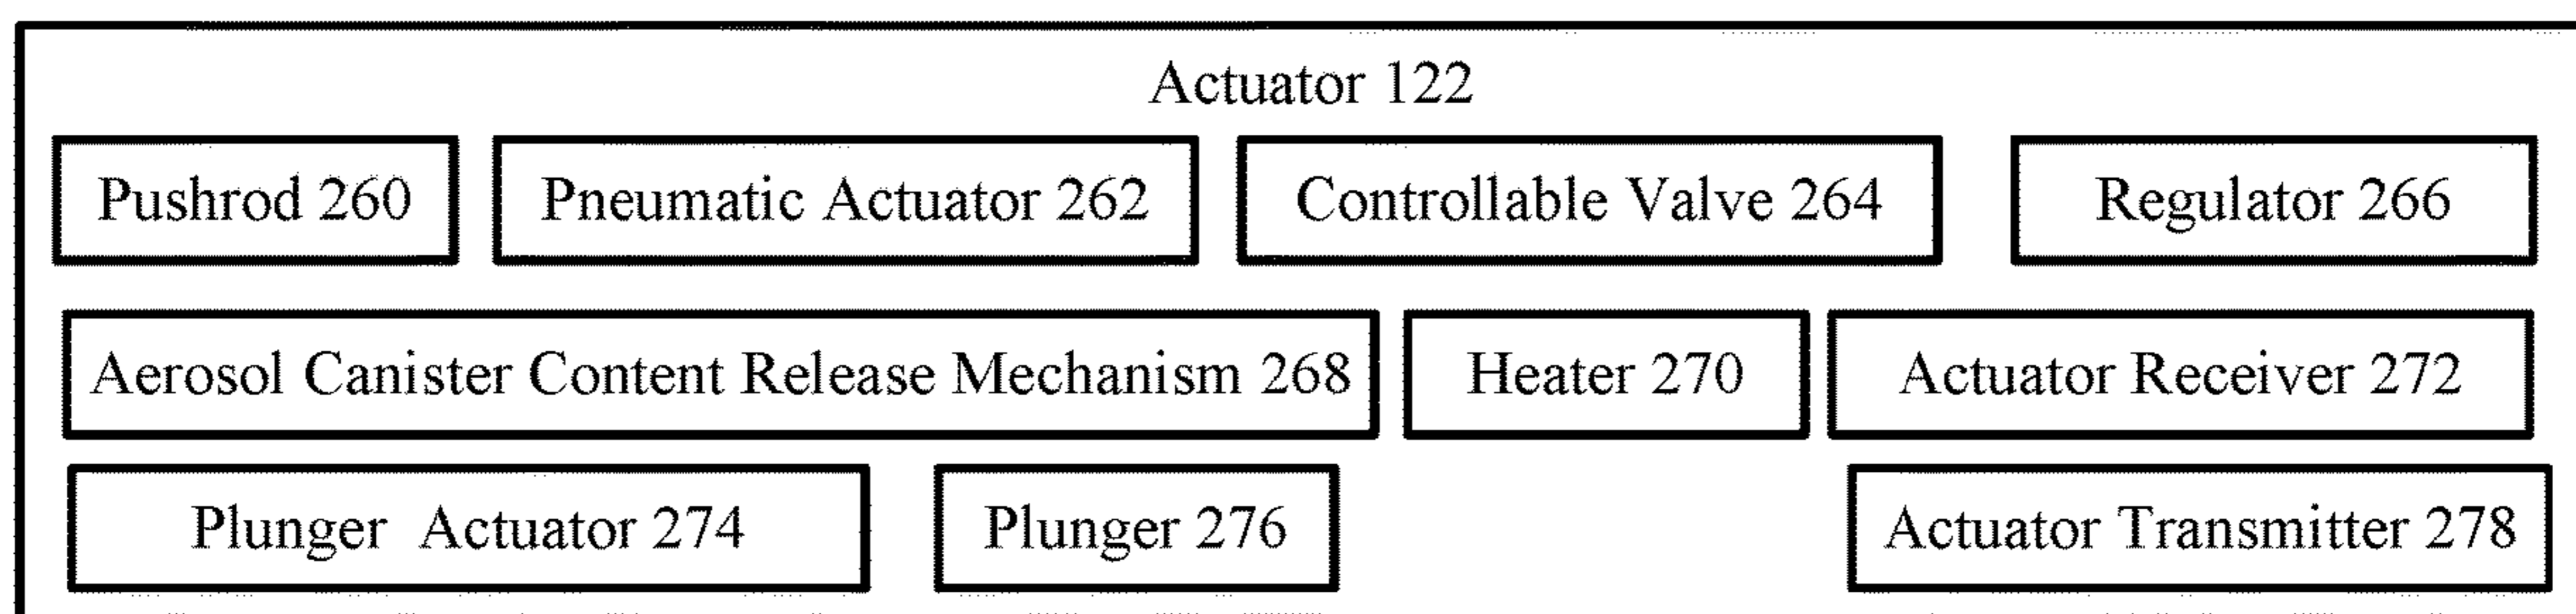 Actuator 122
Pushrod 260 Pneumatic Actuator 262 Controllable Valve 264 Regulator 266
Aerosol Canister Content Release Mechanism 268 Heater 270 Actuator Receiver 272
Plunger Actuator 274 Plunger 276 Actuator Transmitter 278